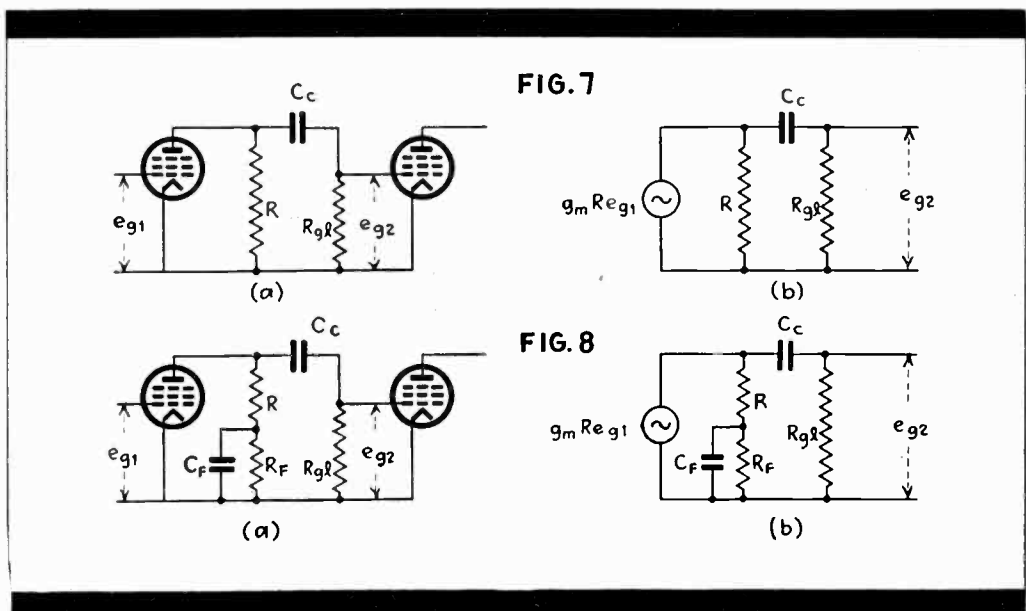 FIG. 7
Cc
eg1
R
Rgl
eg2
(a)
Cc
gm Reg1
R
Rgl
eg2
(b)
FIG. 8
Cc
eg1
R
CF
RF
Rgl
eg2
(a)
Cc
gm Reg1
R
CF
RF
Rgl
eg2
(b)